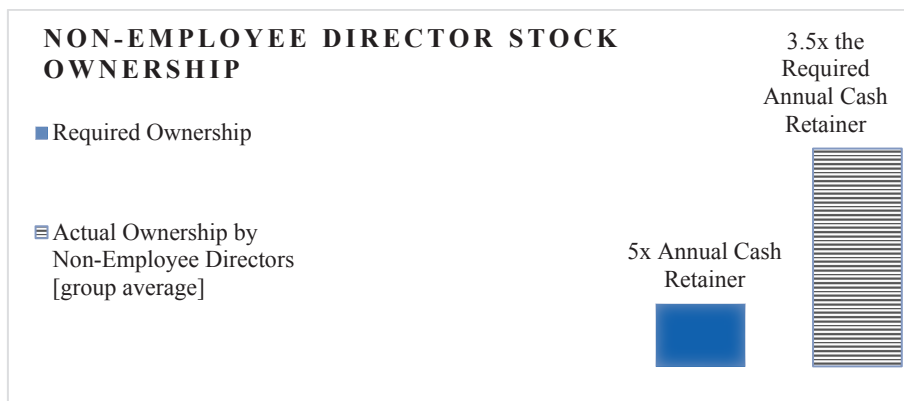 NON-EMPLOYEE DIRECTOR STOCK
OWNERSHIP
Required Ownership
Actual Ownership by
Non-Employee Directors
[group average]
5x Annual Cash
Retainer
3.5x the
Required
Annual Cash
Retainer